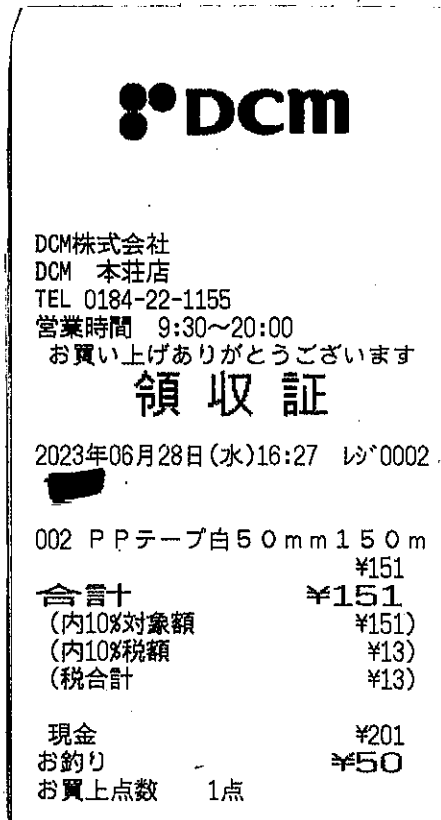 DCM
DCM株式会社
DCM 本荘店
TEL 0184-22-1155
営業時間 9:30～20:00
お買い上げありがとうございます
領収証
2023年06月28日(水)16:27 ﾚｼﾞ0002
002 PPテープ白50mm150m
¥151
合計 ¥151
(内10%対象額 ¥151)
(内10%税額 ¥13)
(税合計 ¥13)
現金 ¥201
お釣り ¥50
お買上点数 1点